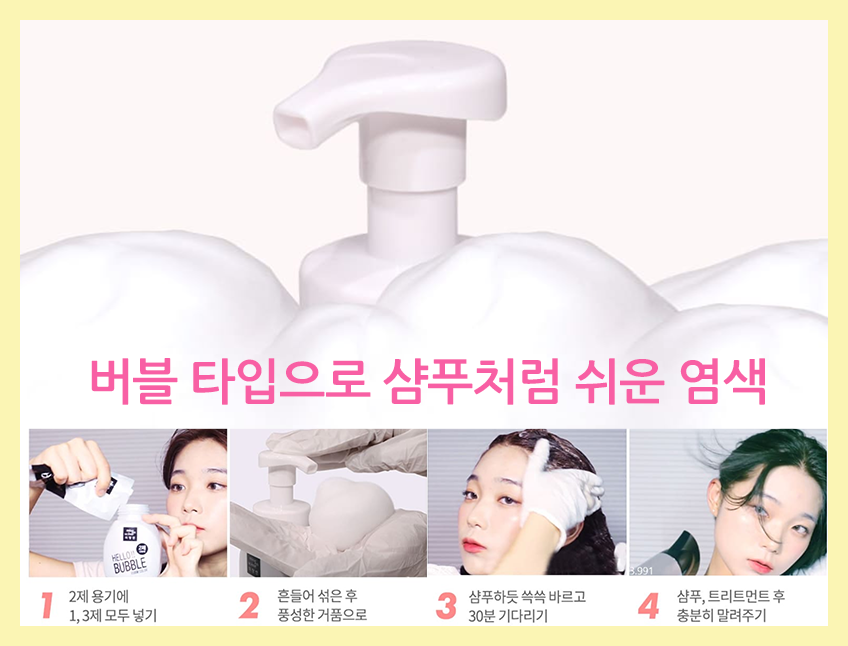 버블 타입으로 샴푸처럼 쉬운 염색
HELLO
BUBBLE
3.991
1 2제 용기에
1, 3제 모두 넣기
2 흔들어 섞은 후
풍성한 거품으로
3 샴푸하듯 쓱쓱 바르고
30분 기다리기
4 샴푸, 트리트먼트 후
충분히 말려주기